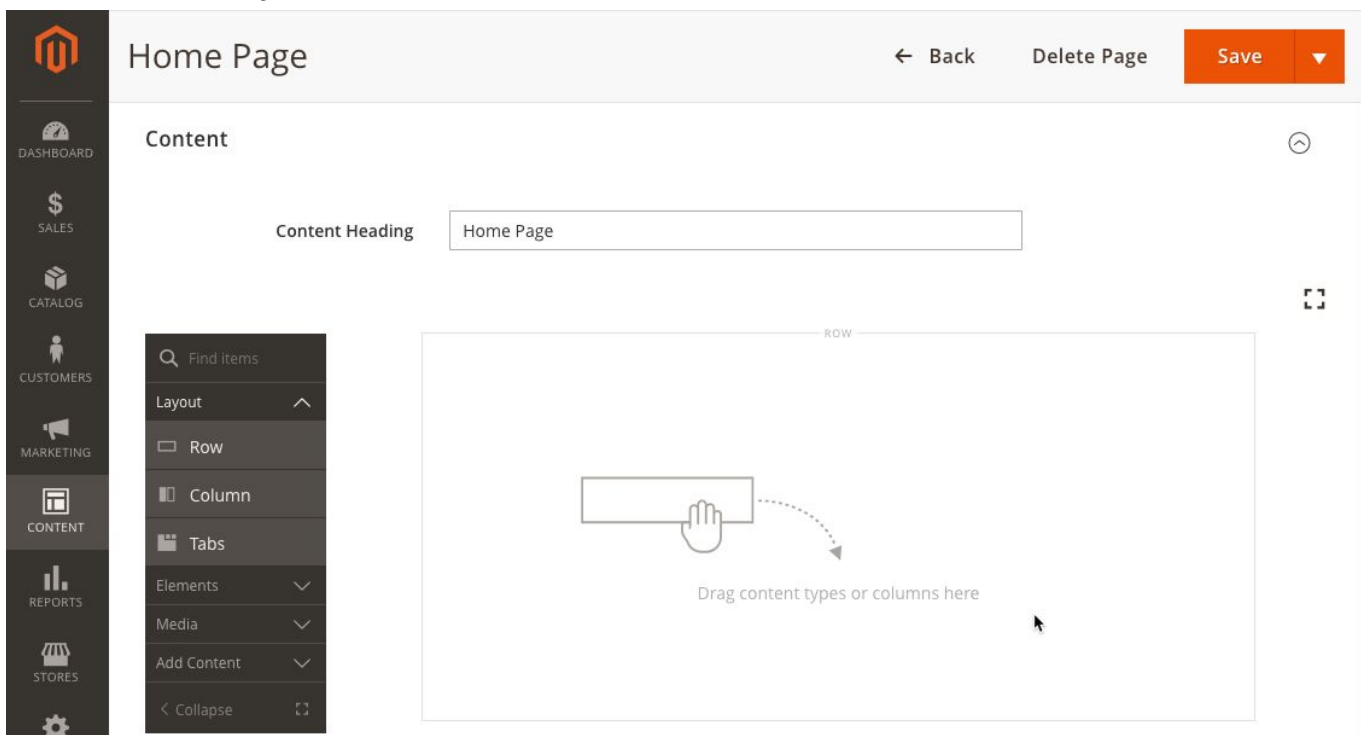 Home Page
← Back
Delete Page
Save
DASHBOARD
SALES
CATALOG
CUSTOMERS
MARKETING
CONTENT
REPORTS
STORES
Content
Content Heading
Home Page
Find items
Layout
Row
Column
Tabs
Elements
Media
Add Content
< Collapse
ROW
Drag content types or columns here